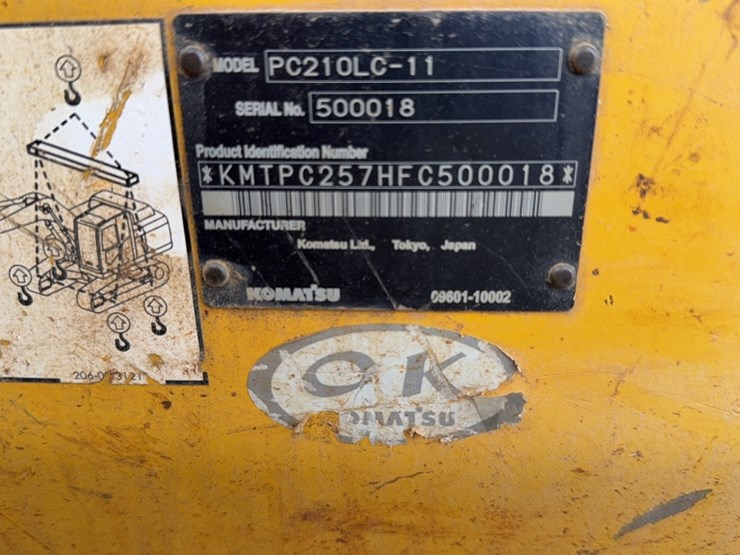 MODEL PC210LC-11
SERIAL No. 500018
Product Identification Number
*KMTPC257HFC500018*
MANUFACTURER
Komatsu Ltd., Tokyo, Japan
KOMATSU 09601-10002
OK
OMATSU